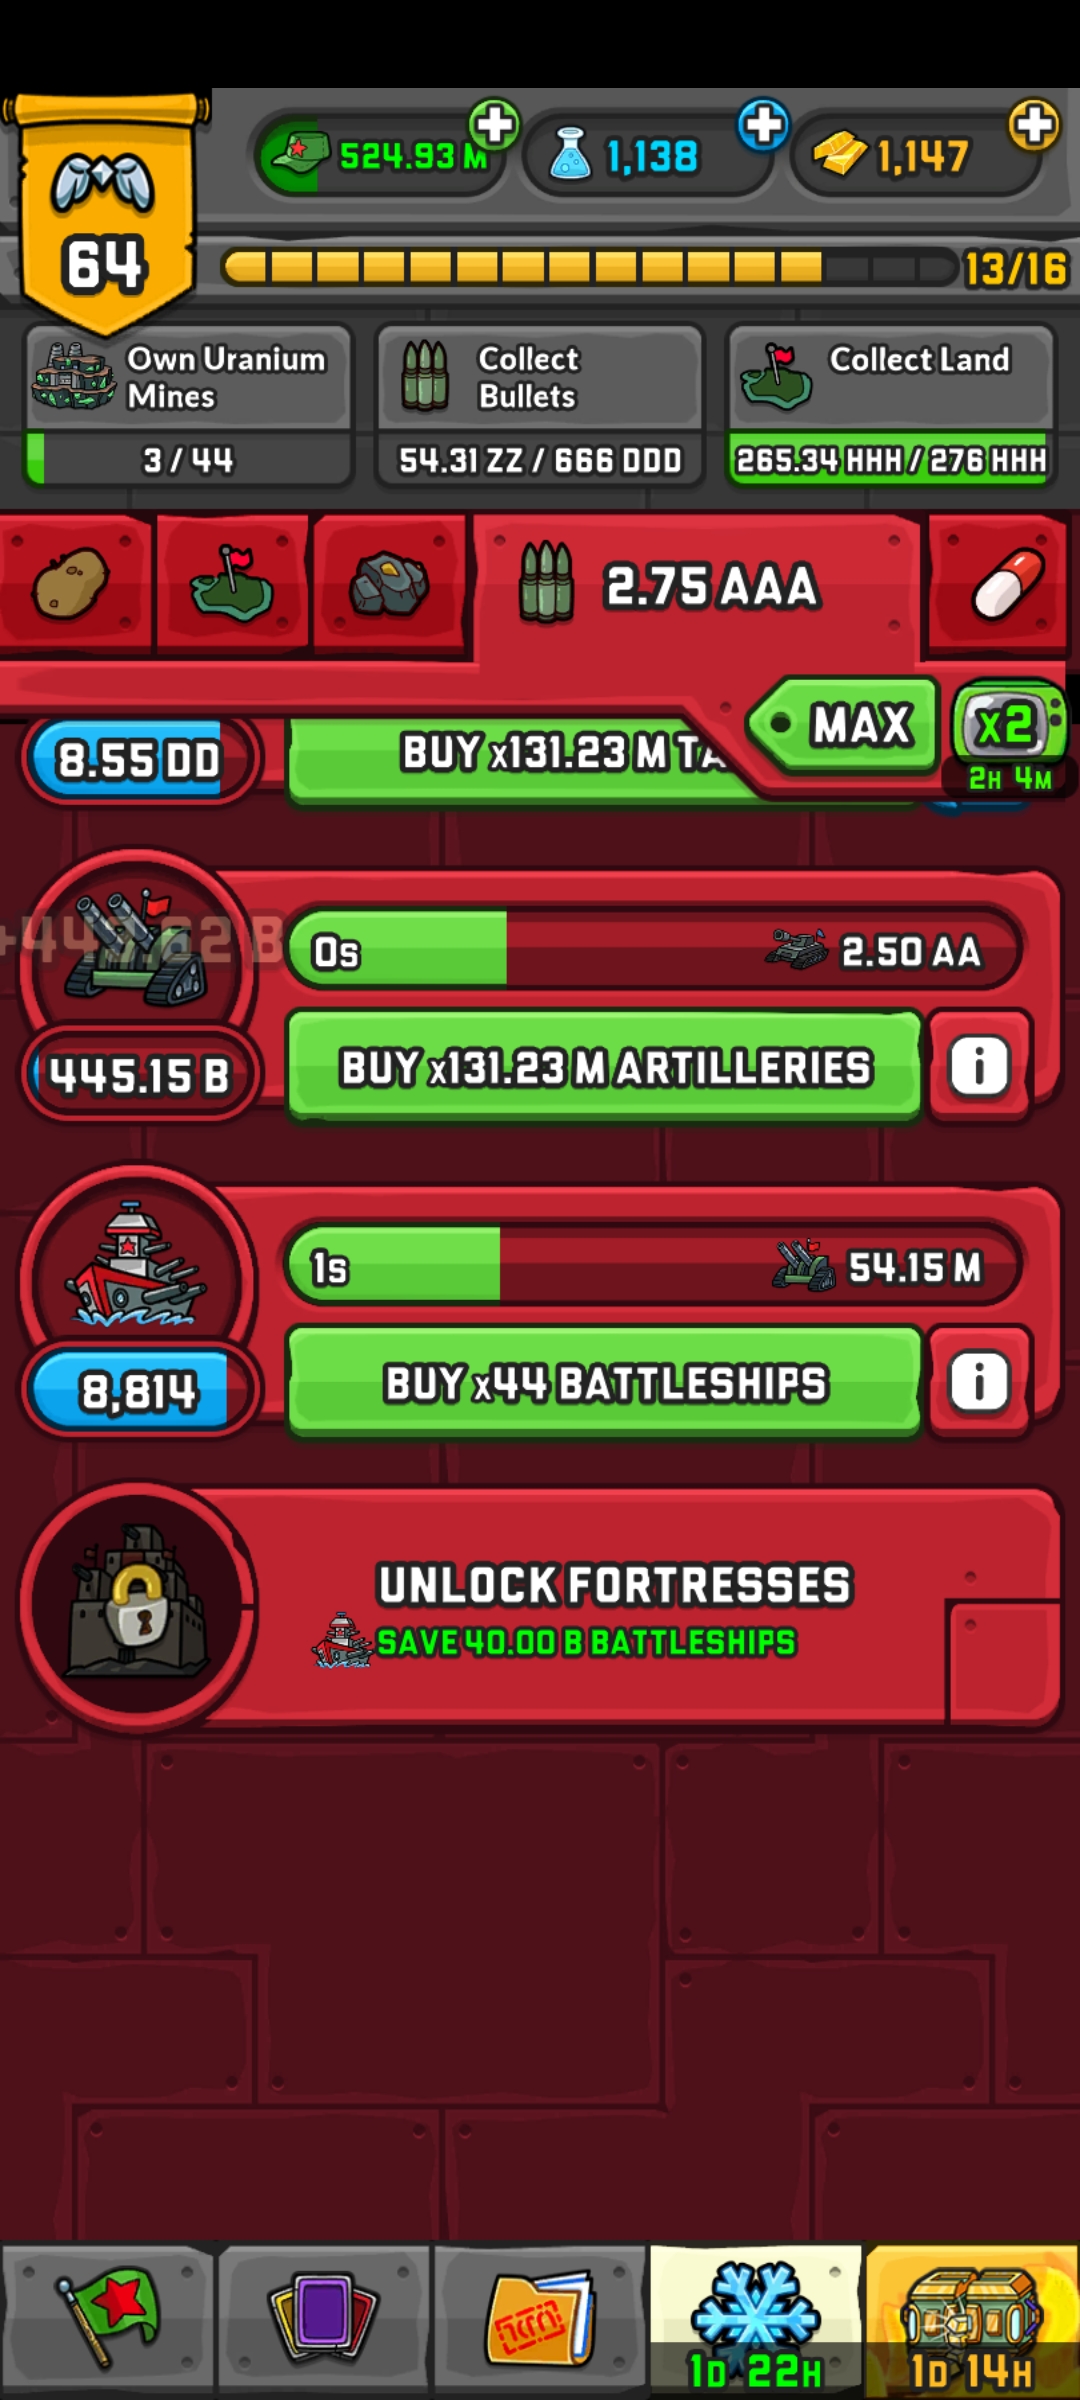 64
524.93 M
1,138
1,147
13/16
Own Uranium
Mines
3 / 44
Collect
Bullets
54.31 ZZ / 666 DDD
Collect Land
265.34 HHH / 276 HHH
2.75 AAA
MAX
x2
2H 4M
8.55 DD
BUY x131.23 M TA
0s
2.50 AA
445.15 B
BUY x131.23 M ARTILLERIES
i
1s
54.15 M
8,814
BUY x44 BATTLESHIPS
i
UNLOCK FORTRESSES
SAVE 40.00 B BATTLESHIPS
1D 22H
1D 14H